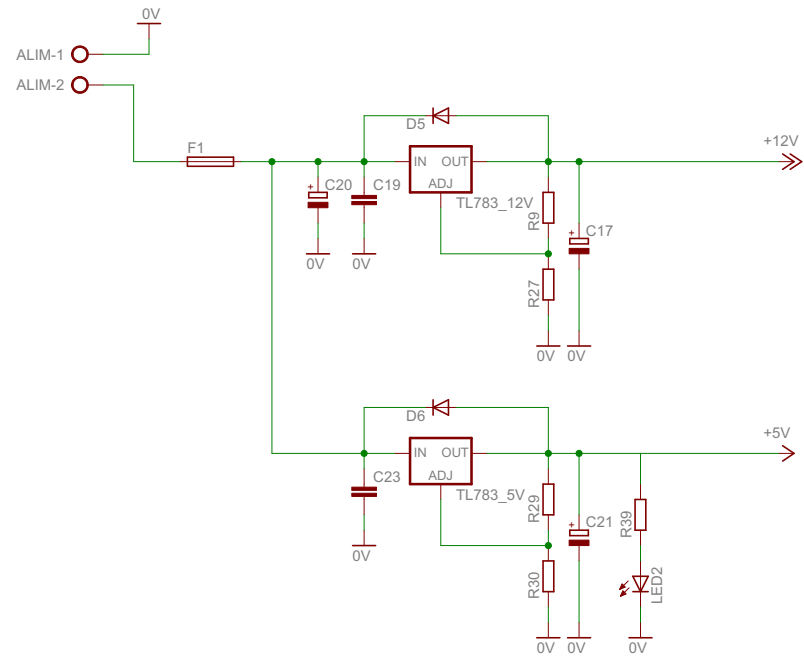 0V
ALIM-1
ALIM-2
F1
D5
+12V
IN OUT
ADJ
C20
C19
TL783_12V
R9
C17
0V
0V
R27
0V
0V
D6
+5V
IN OUT
ADJ
C23
TL783_5V
R29
C21
R39
0V
R30
LED2
0V
0V
0V